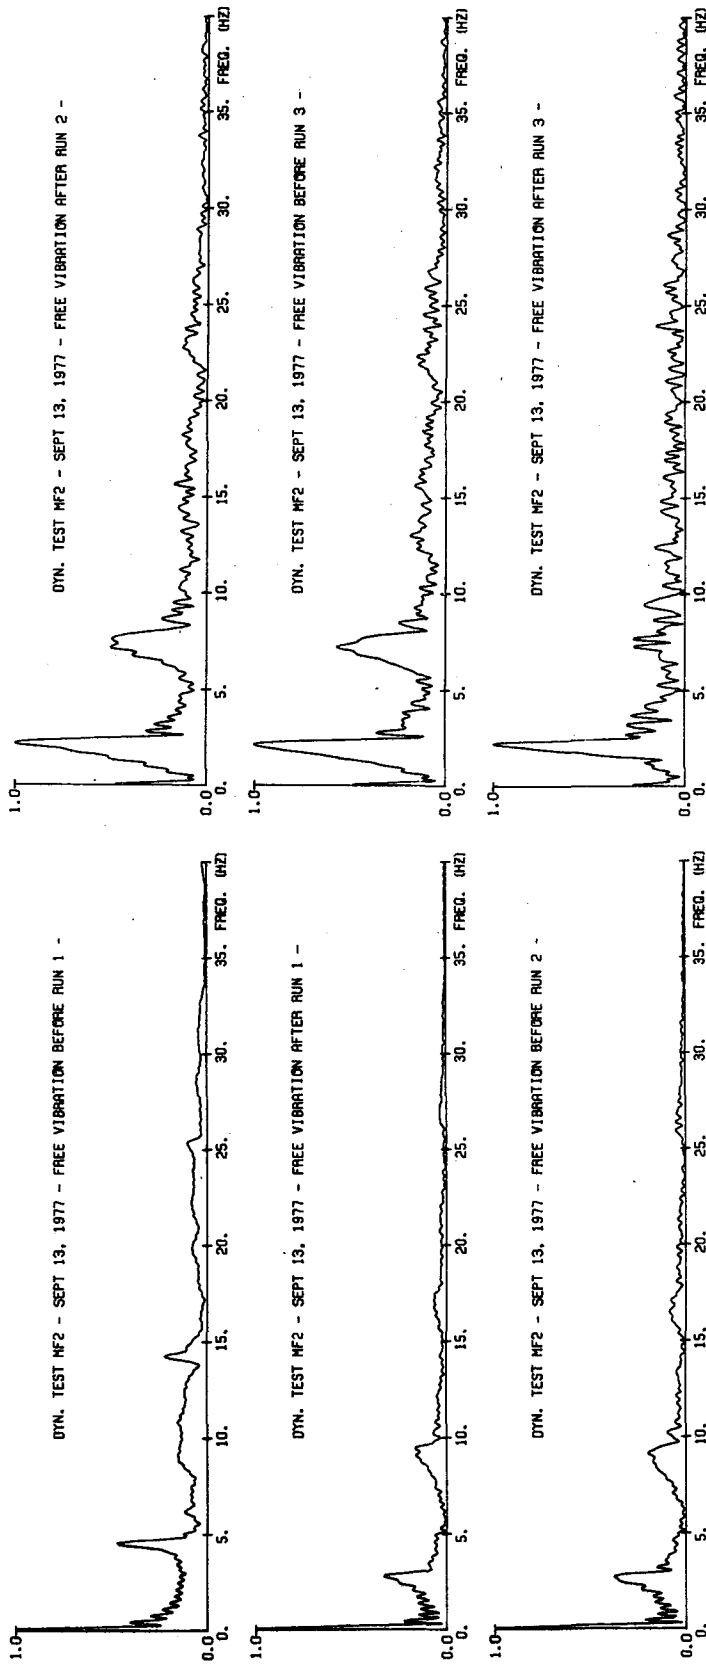 DYN. TEST MF2 - SEPT 13, 1977 - FREE VIBRATION BEFORE RUN 1 -
1.0
0.0
0. 5. 10. 15. 20. 25. 30. 35. FREQ. (HZ)
DYN. TEST MF2 - SEPT 13, 1977 - FREE VIBRATION AFTER RUN 1 -
1.0
0.0
0. 5. 10. 15. 20. 25. 30. 35. FREQ. (HZ)
DYN. TEST MF2 - SEPT 13, 1977 - FREE VIBRATION BEFORE RUN 2 -
1.0
0.0
0. 5. 10. 15. 20. 25. 30. 35. FREQ. (HZ)
DYN. TEST MF2 - SEPT 13, 1977 - FREE VIBRATION AFTER RUN 2 -
1.0
0.0
0. 5. 10. 15. 20. 25. 30. 35. FREQ. (HZ)
DYN. TEST MF2 - SEPT 13, 1977 - FREE VIBRATION BEFORE RUN 3 -
1.0
0.0
0. 5. 10. 15. 20. 25. 30. 35. FREQ. (HZ)
DYN. TEST MF2 - SEPT 13, 1977 - FREE VIBRATION AFTER RUN 3 -
1.0
0.0
0. 5. 10. 15. 20. 25. 30. 35. FREQ. (HZ)